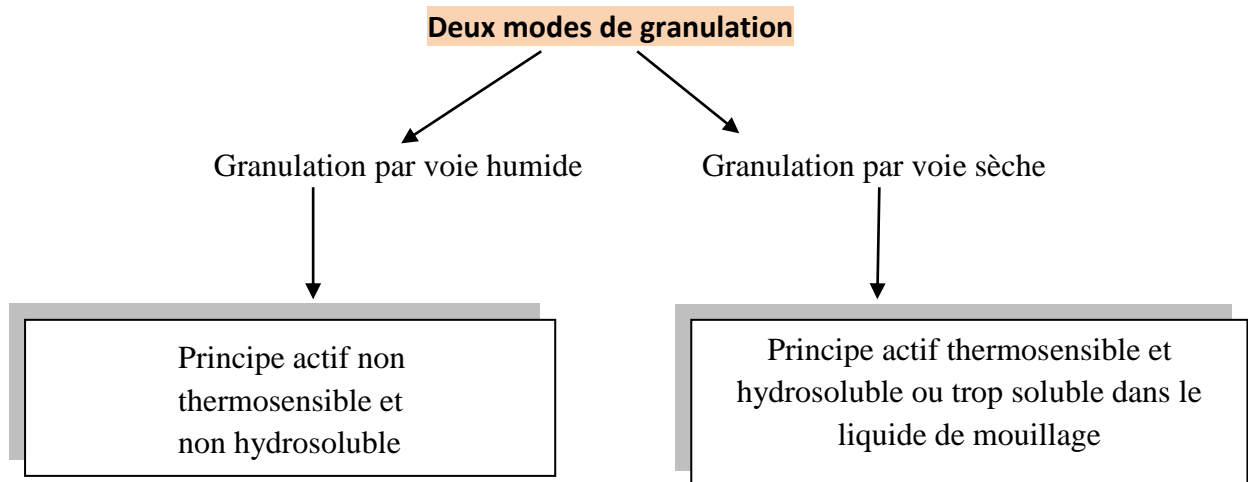 Deux modes de granulation
Granulation par voie humide
Granulation par voie sèche
Principe actif non
thermosensible et
non hydrosoluble
Principe actif thermosensible et
hydrosoluble ou trop soluble dans le
liquide de mouillage